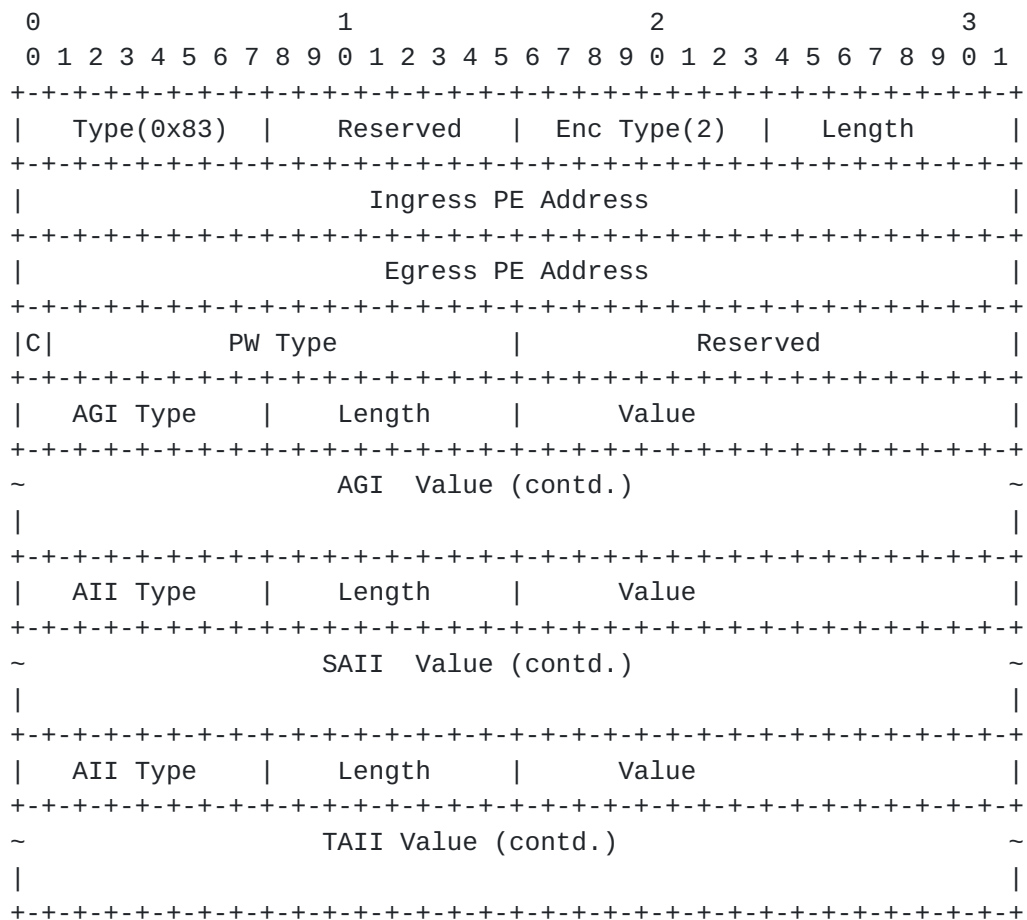 0                   1                   2                   3
 0 1 2 3 4 5 6 7 8 9 0 1 2 3 4 5 6 7 8 9 0 1 2 3 4 5 6 7 8 9 0 1
+-+-+-+-+-+-+-+-+-+-+-+-+-+-+-+-+-+-+-+-+-+-+-+-+-+-+-+-+-+-+-+-+
|   Type(0x83)  |    Reserved   |  Enc Type(2)  |   Length      |
+-+-+-+-+-+-+-+-+-+-+-+-+-+-+-+-+-+-+-+-+-+-+-+-+-+-+-+-+-+-+-+-+
|                      Ingress PE Address                       |
+-+-+-+-+-+-+-+-+-+-+-+-+-+-+-+-+-+-+-+-+-+-+-+-+-+-+-+-+-+-+-+-+
|                       Egress PE Address                       |
+-+-+-+-+-+-+-+-+-+-+-+-+-+-+-+-+-+-+-+-+-+-+-+-+-+-+-+-+-+-+-+-+
|C|           PW Type           |           Reserved            |
+-+-+-+-+-+-+-+-+-+-+-+-+-+-+-+-+-+-+-+-+-+-+-+-+-+-+-+-+-+-+-+-+
|   AGI Type    |    Length     |      Value                    |
+-+-+-+-+-+-+-+-+-+-+-+-+-+-+-+-+-+-+-+-+-+-+-+-+-+-+-+-+-+-+-+-+
~                    AGI  Value (contd.)                        ~
|                                                               |
+-+-+-+-+-+-+-+-+-+-+-+-+-+-+-+-+-+-+-+-+-+-+-+-+-+-+-+-+-+-+-+-+
|   AII Type    |    Length     |      Value                    |
+-+-+-+-+-+-+-+-+-+-+-+-+-+-+-+-+-+-+-+-+-+-+-+-+-+-+-+-+-+-+-+-+
~                   SAII  Value (contd.)                        ~
|                                                               |
+-+-+-+-+-+-+-+-+-+-+-+-+-+-+-+-+-+-+-+-+-+-+-+-+-+-+-+-+-+-+-+-+
|   AII Type    |    Length     |      Value                    |
+-+-+-+-+-+-+-+-+-+-+-+-+-+-+-+-+-+-+-+-+-+-+-+-+-+-+-+-+-+-+-+-+
~                   TAII Value (contd.)                         ~
|                                                               |
+-+-+-+-+-+-+-+-+-+-+-+-+-+-+-+-+-+-+-+-+-+-+-+-+-+-+-+-+-+-+-+-+